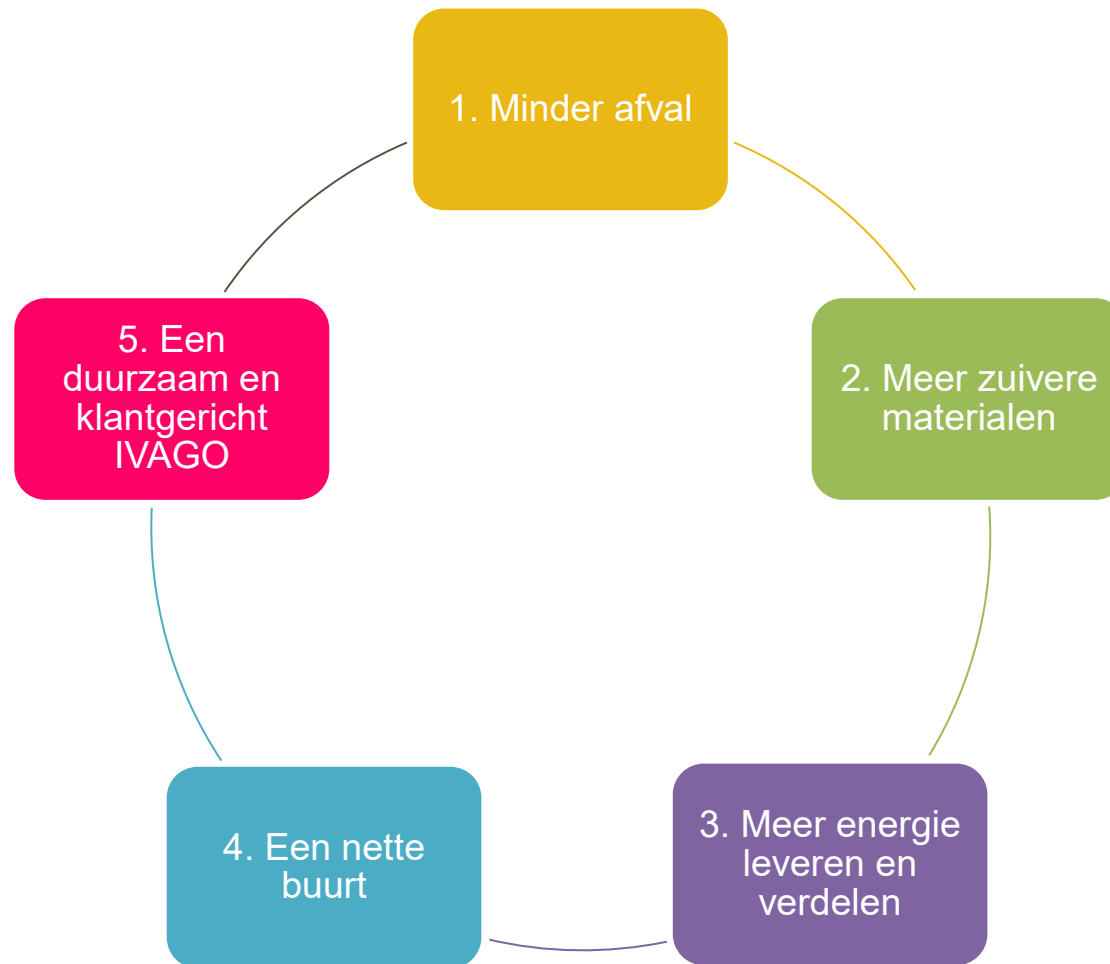 1. Minder afval
2. Meer zuivere
materialen
3. Meer energie
leveren en
verdelen
4. Een nette
buurt
5. Een
duurzaam en
klantgericht
IVAGO